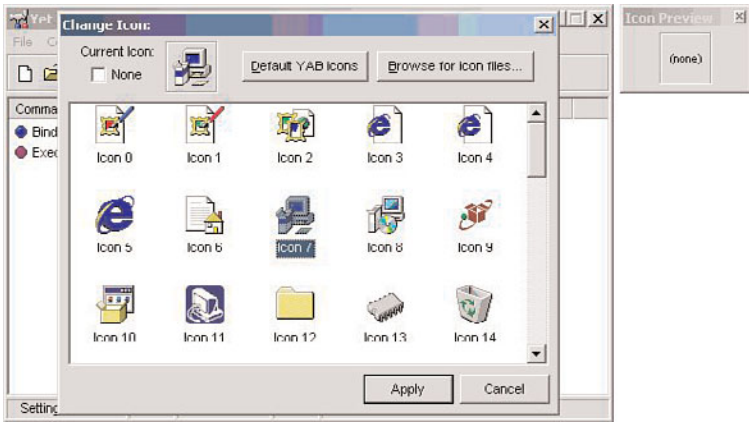 Yet
Change Icon:
Icon Preview
File
Current Icon:
None
Default YAB Icons
Browse for icon files...
(none)
Comma
Bind
Exec
Icon 0
Icon 1
Icon 2
Icon 3
Icon 4
Icon 5
Icon 6
Icon 7
Icon 8
Icon 9
Icon 10
Icon 11
Icon 12
Icon 13
Icon 14
Apply
Cancel
Setting